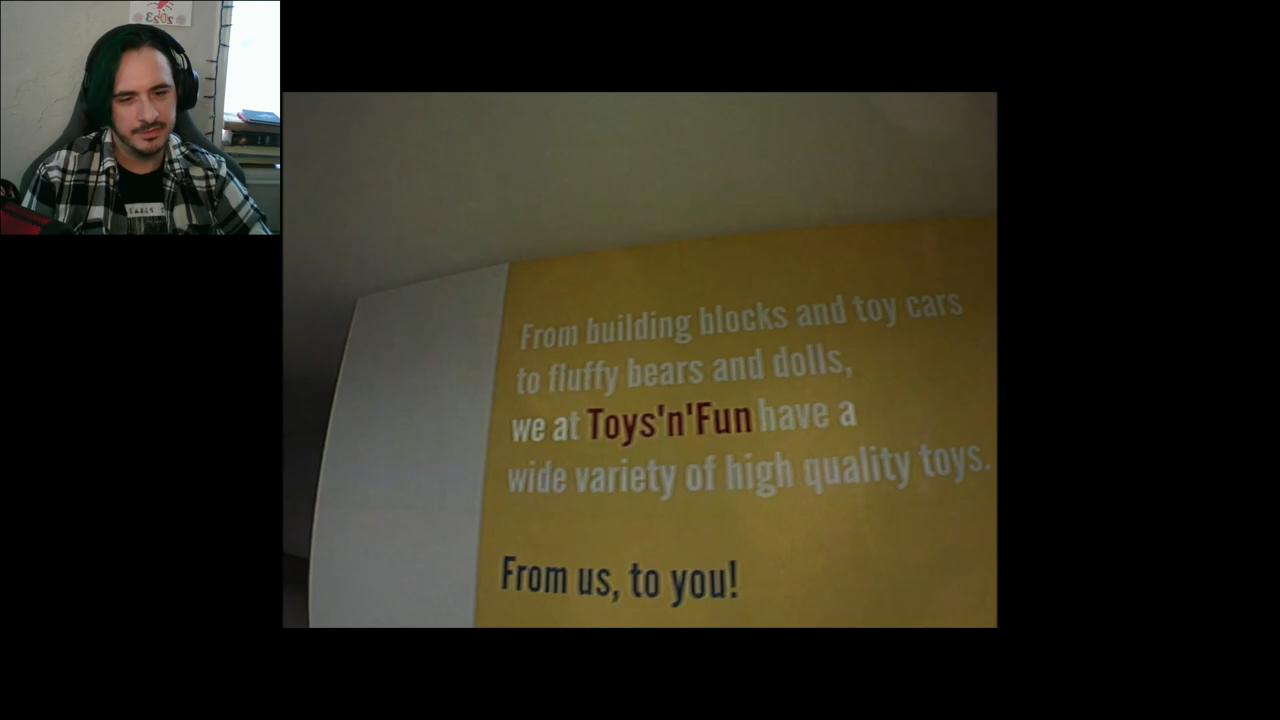 From building blocks and toy cars
to fluffy bears and dolls,
we at Toys'n'Fun have a
wide variety of high quality toys.
From us, to you!